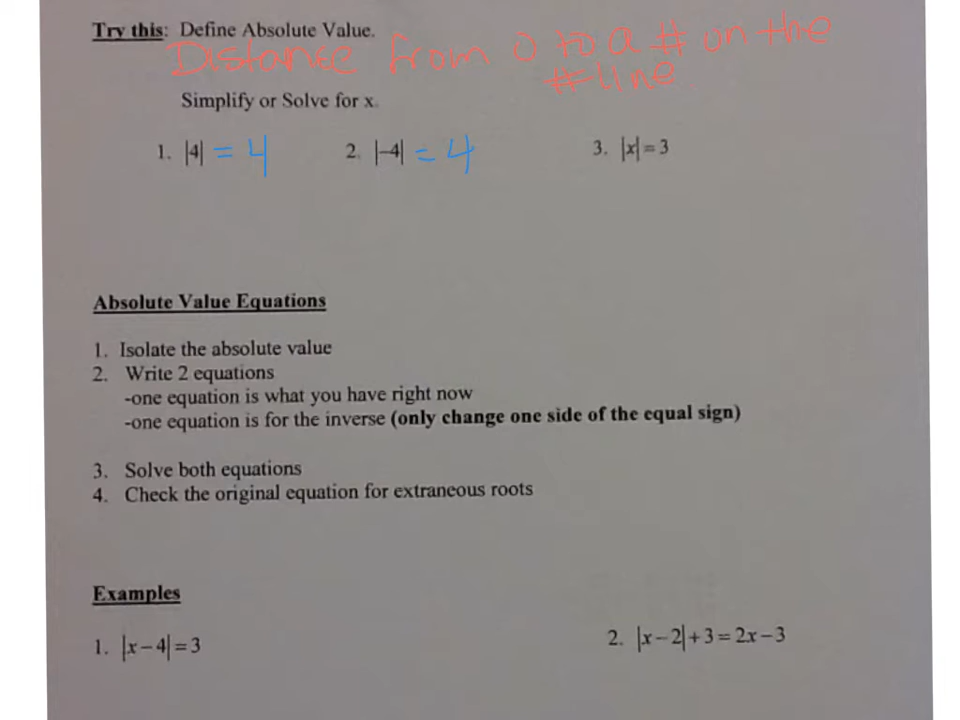 Try this: Define Absolute Value.
Distance from 0 to a # on the
#line
Simplify or Solve for x.
1. |4| = 4 2. |-4| = 4 3. |x| = 3
Absolute Value Equations
1. Isolate the absolute value
2. Write 2 equations
-one equation is what you have right now
-one equation is for the inverse (only change one side of the equal sign)
3. Solve both equations
4. Check the original equation for extraneous roots
Examples
1. |x - 4| = 3 2. |x - 2| + 3 = 2x - 3